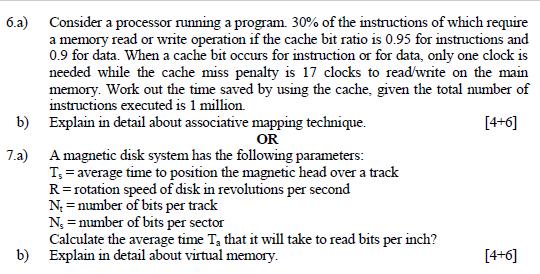 6.a) Consider a processor running a program. 30% of the instructions of which require
a memory read or write operation if the cache bit ratio is 0.95 for instructions and
0.9 for data. When a cache bit occurs for instruction or for data, only one clock is
needed while the cache miss penalty is 17 clocks to read/write on the main
memory. Work out the time saved by using the cache, given the total number of
instructions executed is 1 million.
b) Explain in detail about associative mapping technique. [4+6]
OR
7.a) A magnetic disk system has the following parameters:
Ts = average time to position the magnetic head over a track
R = rotation speed of disk in revolutions per second
Nt = number of bits per track
Ns = number of bits per sector
Calculate the average time Ta that it will take to read bits per inch?
b) Explain in detail about virtual memory. [4+6]